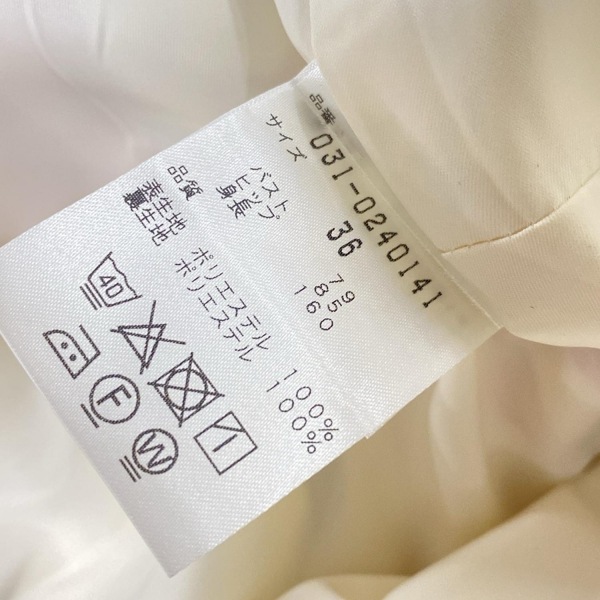 品番 031-0240141
サイズ 36
バスト 79
ヒップ 85
身長 160
品質
表生地 ポリエステル 100%
裏生地 ポリエステル 100%
40
F
W